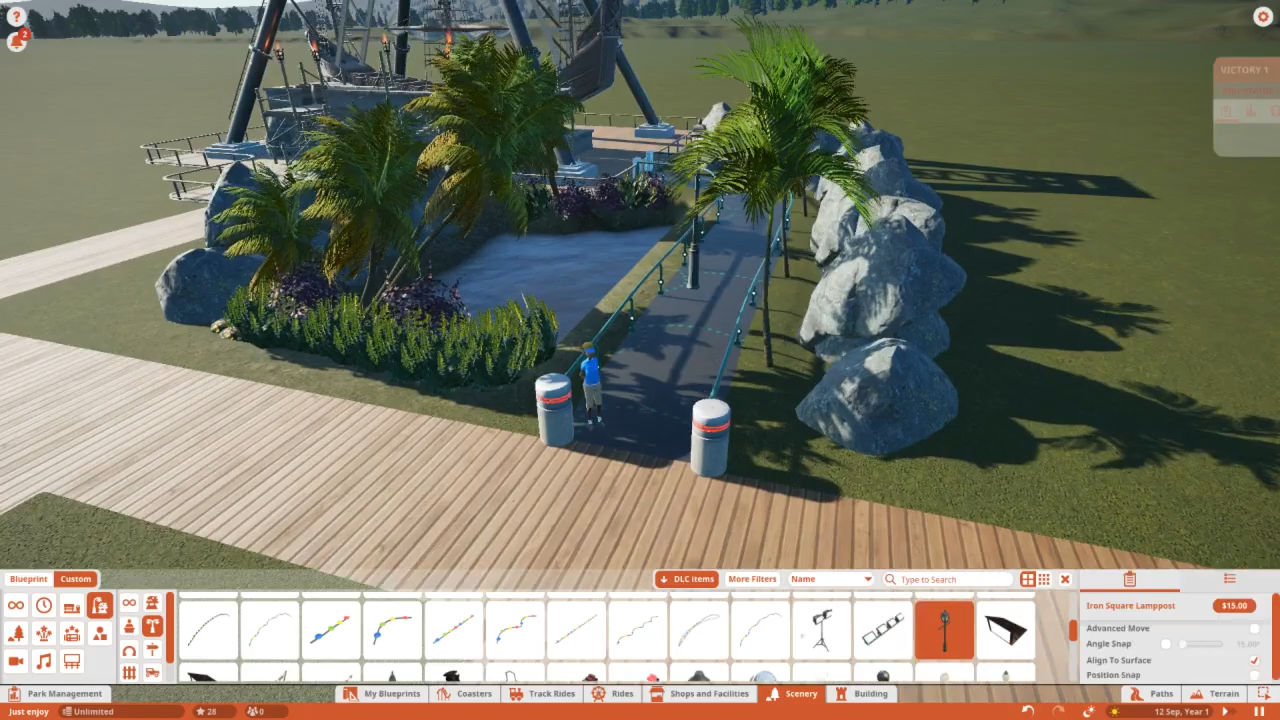 ?
2
VICTORY 1
Blueprint
Custom
DLC items
More Filters
Name
Type to Search
Iron Square Lamppost
$15.00
Advanced Move
Angle Snap
15.00°
Align To Surface
Position Snap
Park Management
My Blueprints
Coasters
Track Rides
Rides
Shops and Facilities
Scenery
Building
Paths
Terrain
Just enjoy
Unlimited
28
0
12 Sep, Year 1